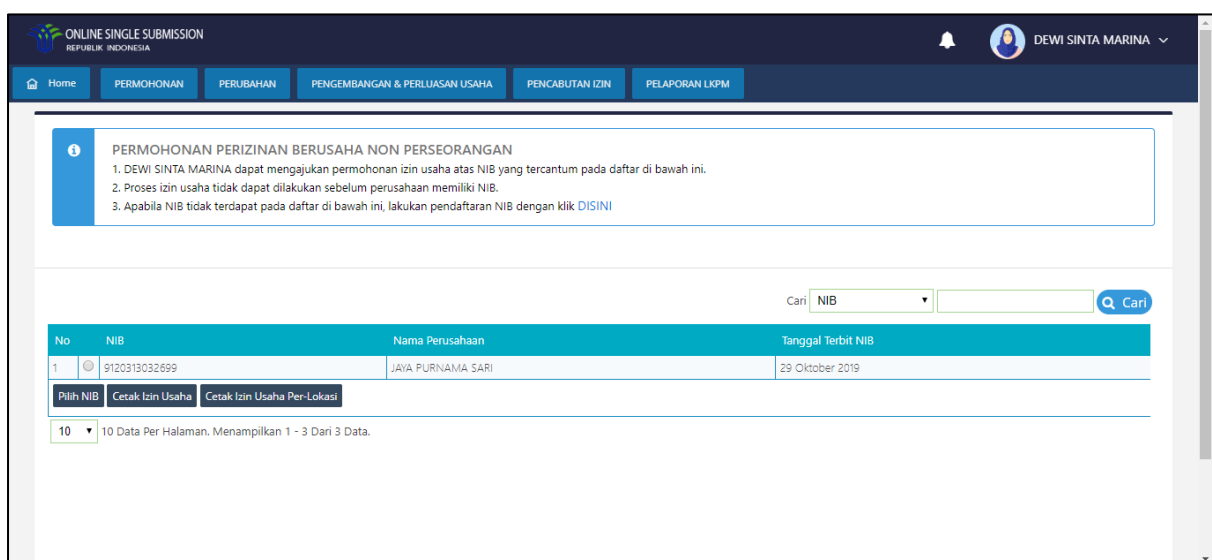 ONLINE SINGLE SUBMISSION
REPUBLIK INDONESIA
DEWI SINTA MARINA
Home PERMOHONAN PERUBAHAN PENGEMBANGAN & PERLUASAN USAHA PENCABUTAN IZIN PELAPORAN LKPM
PERMOHONAN PERIZINAN BERUSAHA NON PERSEORANGAN
1. DEWI SINTA MARINA dapat mengajukan permohonan izin usaha atas NIB yang tercantum pada daftar di bawah ini.
2. Proses izin usaha tidak dapat dilakukan sebelum perusahaan memiliki NIB.
3. Apabila NIB tidak terdapat pada daftar di bawah ini, lakukan pendaftaran NIB dengan klik DISINI
Cari NIB Cari
No NIB Nama Perusahaan Tanggal Terbit NIB
1 9120313032699 JAYA PURNAMA SARI 29 Oktober 2019
Pilih NIB Cetak Izin Usaha Cetak Izin Usaha Per-Lokasi
10 10 Data Per Halaman. Menampilkan 1 - 3 Dari 3 Data.